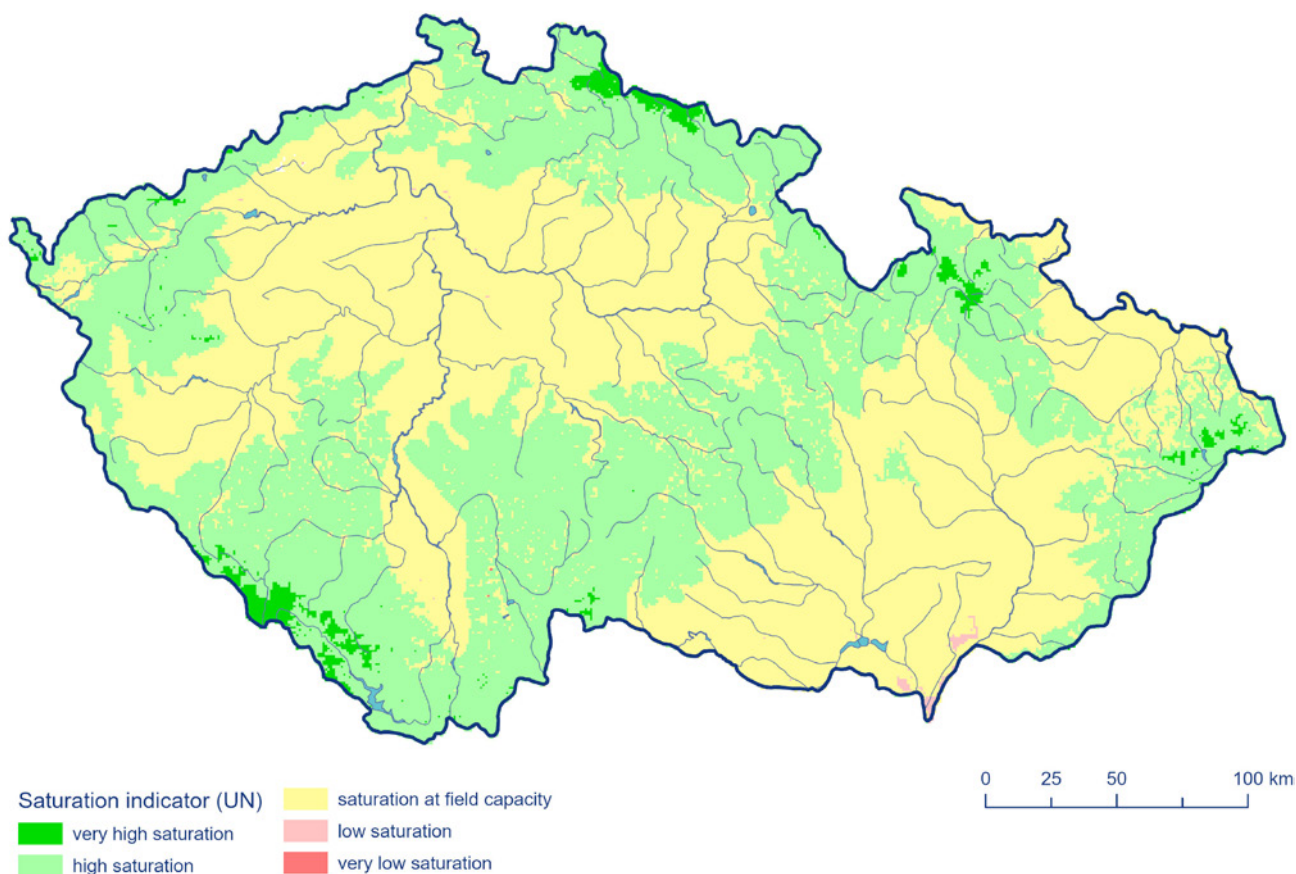 0 25 50 100 km
Saturation indicator (UN)
very high saturation
high saturation
saturation at field capacity
low saturation
very low saturation